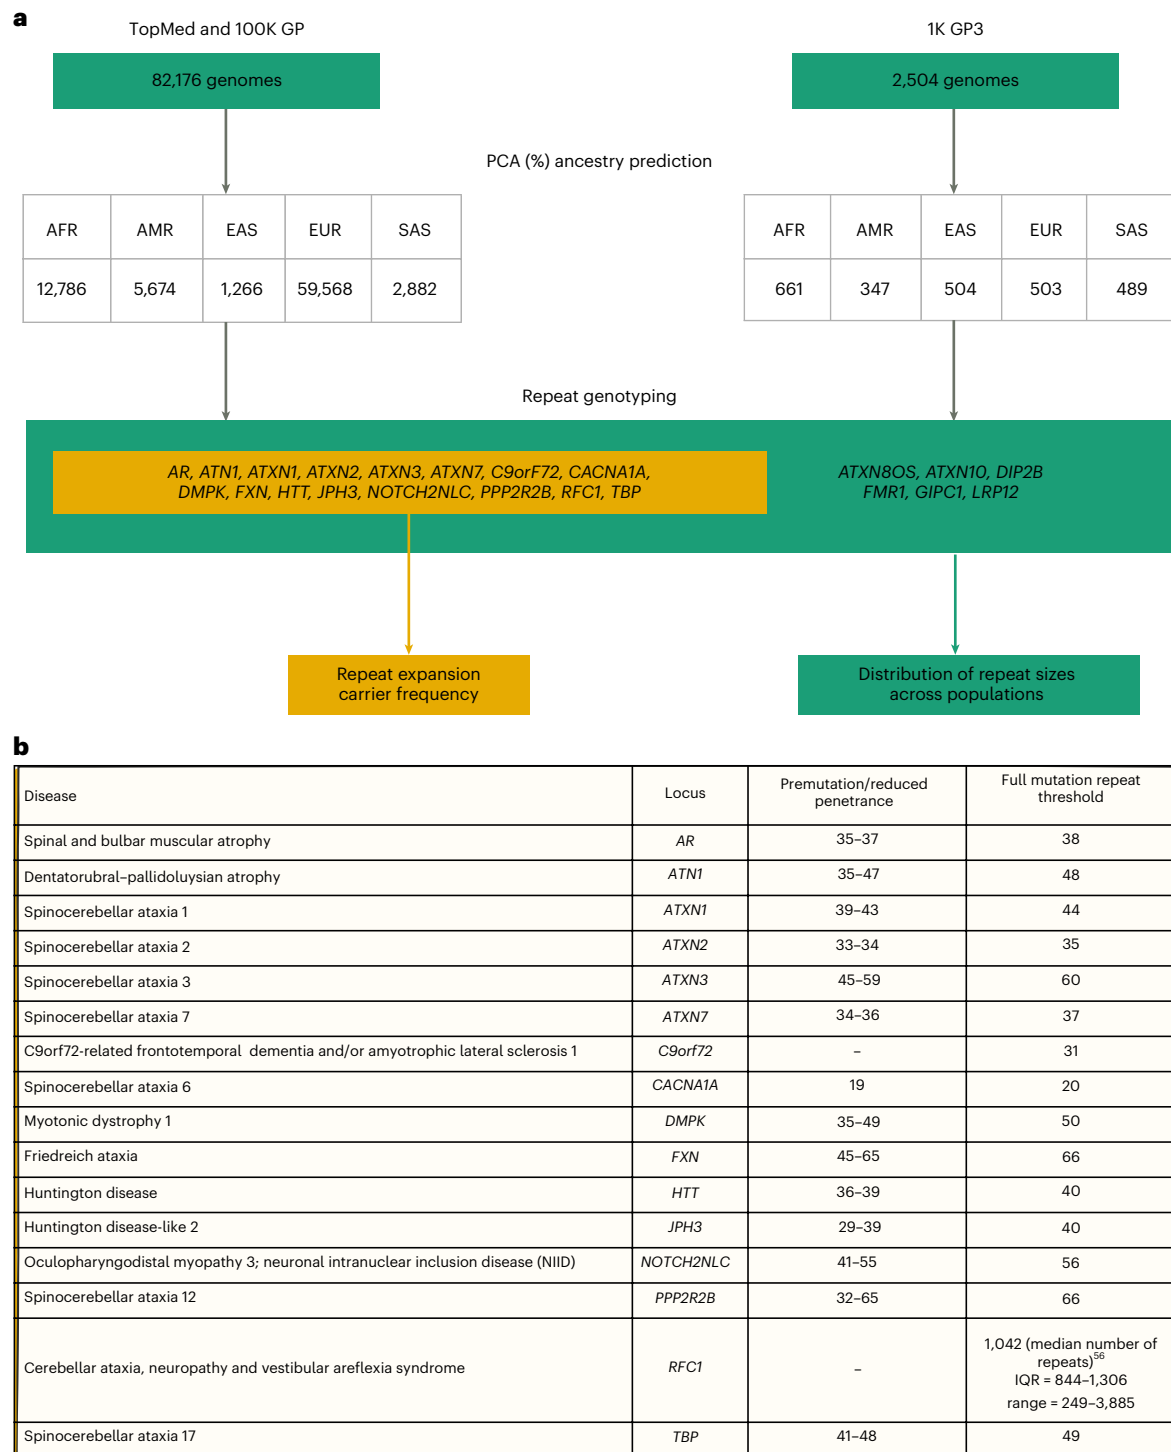 a
TopMed and 100K GP
1K GP3
82,176 genomes
2,504 genomes
PCA (%) ancestry prediction
AFR AMR EAS EUR SAS
12,786 5,674 1,266 59,568 2,882
AFR AMR EAS EUR SAS
661 347 504 503 489
Repeat genotyping
AR, ATN1, ATXN1, ATXN2, ATXN3, ATXN7, C9orF72, CACNA1A,
DMPK, FXN, HTT, JPH3, NOTCH2NLC, PPP2R2B, RFC1, TBP
ATXN8OS, ATXN10, DIP2B
FMR1, GIPC1, LRP12
Repeat expansion
carrier frequency
Distribution of repeat sizes
across populations
b
Disease Locus Premutation/reduced penetrance Full mutation repeat threshold
Spinal and bulbar muscular atrophy AR 35–37 38
Dentatorubral–pallidoluysian atrophy ATN1 35–47 48
Spinocerebellar ataxia 1 ATXN1 39–43 44
Spinocerebellar ataxia 2 ATXN2 33–34 35
Spinocerebellar ataxia 3 ATXN3 45–59 60
Spinocerebellar ataxia 7 ATXN7 34–36 37
C9orf72-related frontotemporal dementia and/or amyotrophic lateral sclerosis 1 C9orf72 – 31
Spinocerebellar ataxia 6 CACNA1A 19 20
Myotonic dystrophy 1 DMPK 35–49 50
Friedreich ataxia FXN 45–65 66
Huntington disease HTT 36–39 40
Huntington disease-like 2 JPH3 29–39 40
Oculopharyngodistal myopathy 3; neuronal intranuclear inclusion disease (NIID) NOTCH2NLC 41–55 56
Spinocerebellar ataxia 12 PPP2R2B 32–65 66
Cerebellar ataxia, neuropathy and vestibular areflexia syndrome RFC1 – 1,042 (median number of
repeats)56
IQR = 844–1,306
range = 249–3,885
Spinocerebellar ataxia 17 TBP 41–48 49